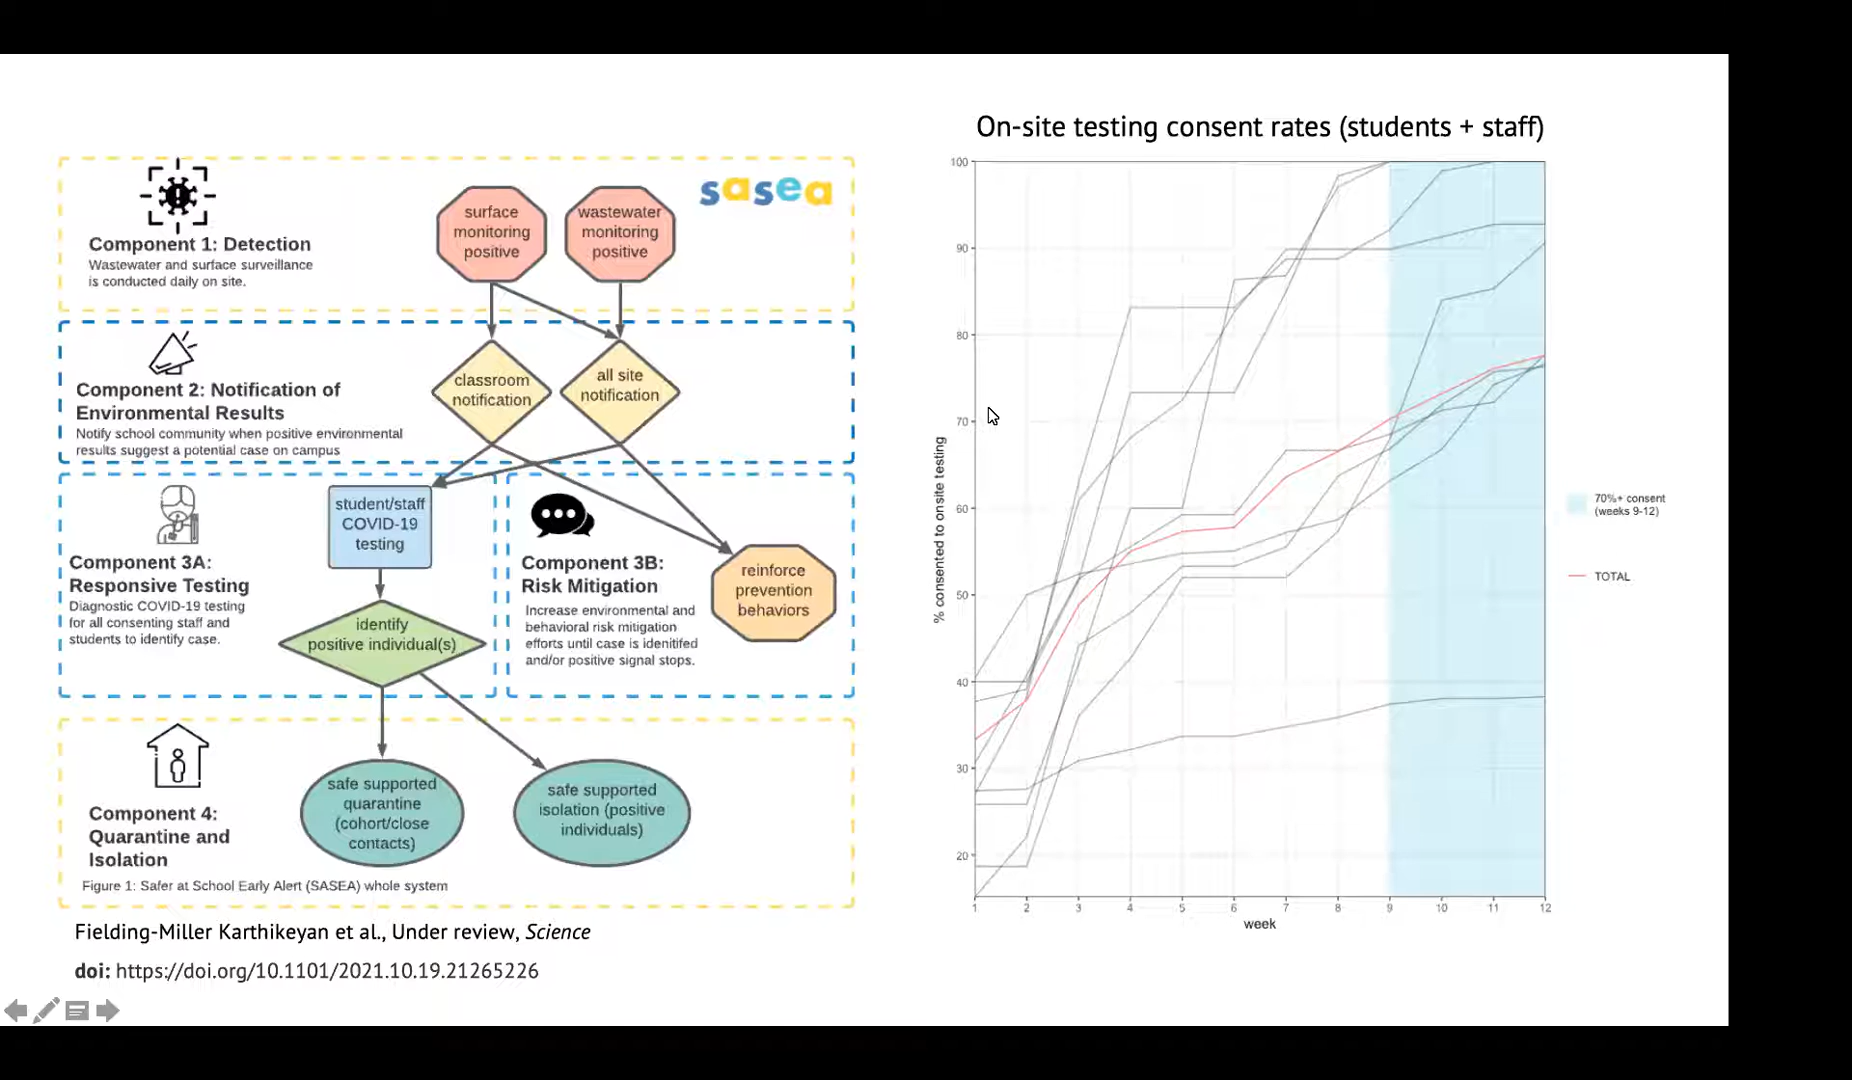 On-site testing consent rates (students + staff)
sasea
surface
monitoring
positive
wastewater
monitoring
positive
Component 1: Detection
Wastewater and surface surveillance
is conducted daily on site.
classroom
notification
all site
notification
Component 2: Notification of
Environmental Results
Notify school community when positive environmental
results suggest a potential case on campus
student/staff
COVID-19
testing
Component 3A:
Responsive Testing
Diagnostic COVID-19 testing
for all consenting staff and
students to identify case.
identify
positive individual(s)
Component 3B:
Risk Mitigation
Increase environmental and
behavioral risk mitigation
efforts until case is idenitifed
and/or positive signal stops.
reinforce
prevention
behaviors
Component 4:
Quarantine and
Isolation
safe supported
quarantine
(cohort/close
contacts)
safe supported
isolation (positive
individuals)
Figure 1: Safer at School Early Alert (SASEA) whole system
Fielding-Miller Karthikeyan et al., Under review, Science
doi: https://doi.org/10.1101/2021.10.19.21265226
% consented to onsite testing
100
90
80
70
60
50
40
30
20
1 2 3 4 5 6 7 8 9 10 11 12
week
70%+ consent
(weeks 9-12)
TOTAL